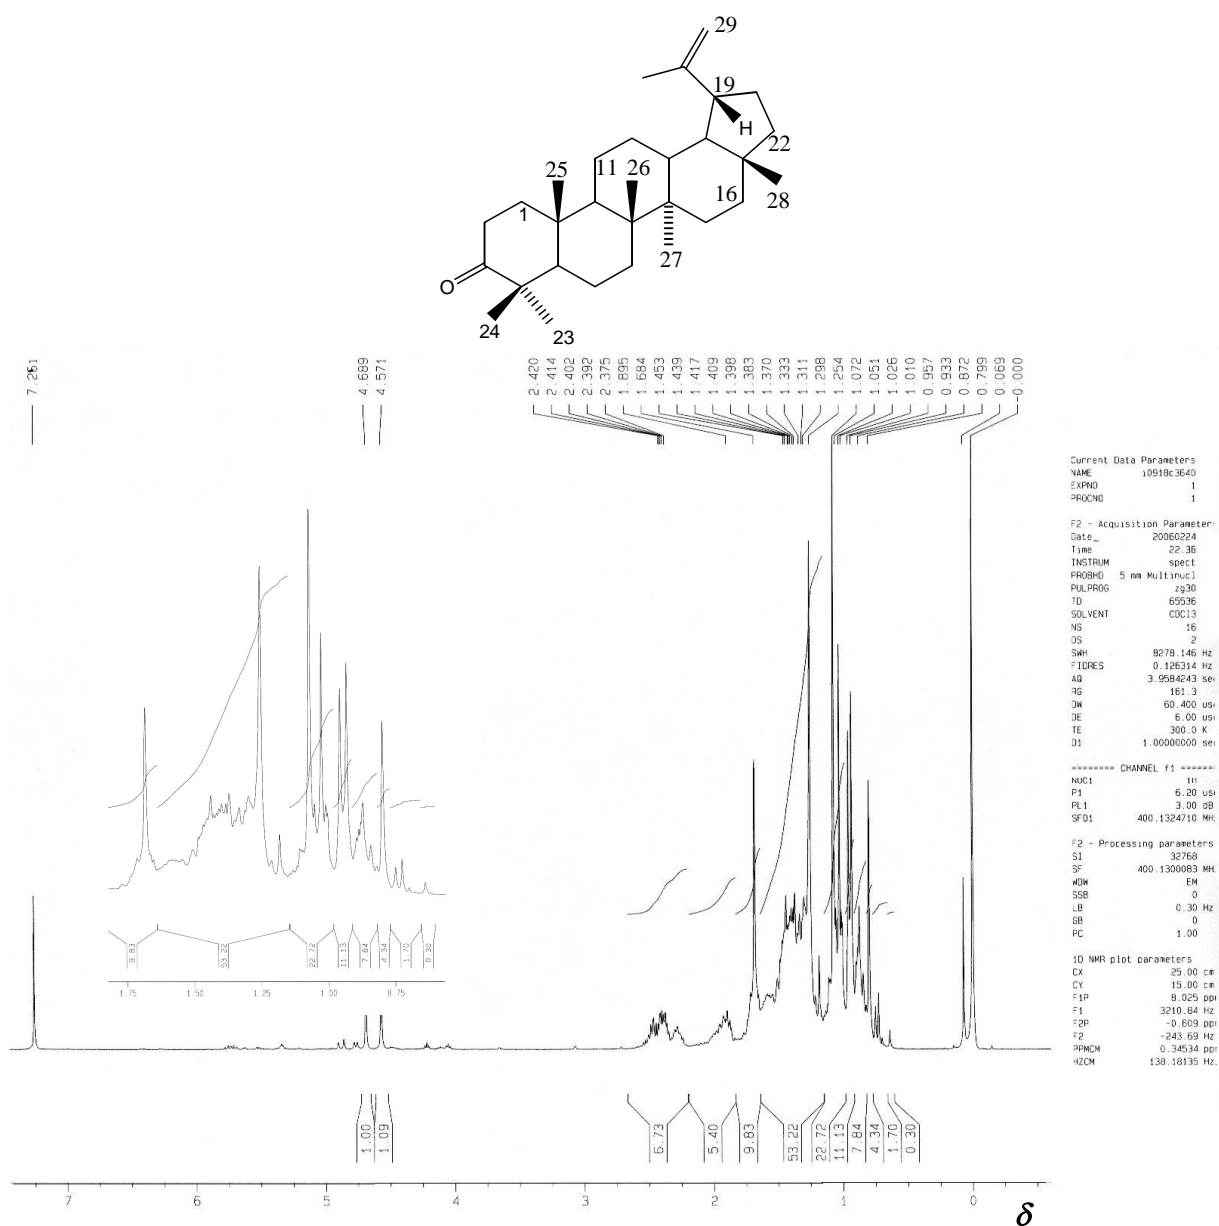 29
19
H
22
25
11
26
16
28
1
27
O
24
23
7.261
4.689
4.571
2.420
2.414
2.402
2.392
2.375
1.895
1.684
1.453
1.439
1.417
1.409
1.398
1.383
1.370
1.333
1.311
1.298
1.254
1.072
1.051
1.026
1.010
0.957
0.933
0.872
0.799
0.069
-0.000
Current Data Parameters
NAME
EXPNO 1
PROCNO 1
F2 - Acquisition Parameter
Date_ 20060224
Time 22.36
INSTRUM spect
PROBHD 5 mm Multinucl
PULPROG zg30
TD 65536
SOLVENT CDCl3
NS 16
DS 2
SWH 8278.146 Hz
FIDRES 0.126314 Hz
AQ 3.9584243 sec
RG 161.3
DW 60.400 use
DE 6.00 use
TE 300.0 K
D1 1.00000000 sec
======== CHANNEL f1 ======
NUC1 1H
P1 6.20 use
PL1 3.00 dB
SFO1 400.1324710 MH
F2 - Processing parameters
SI 32768
SF 400.1300083 MH
WDW EM
SSB 0
LB 0.30 Hz
GB 0
PC 1.00
1D NMR plot parameters
CX 25.00 cm
CY 15.00 cm
F1P 8.025 pp
F1 3210.84 Hz
F2P -0.609 pp
F2 -243.69 Hz
PPMCM 0.34534 pp
HZCM 138.18135 Hz
9.83 53.22 22.72 11.13 7.84 4.34 1.70 0.30
1.75 1.50 1.25 1.00 0.75
1.00 1.09 6.73 5.40 9.83 53.22 22.72 11.13 7.84 4.34 1.70 0.30
7 6 5 4 3 2 1 0
δ